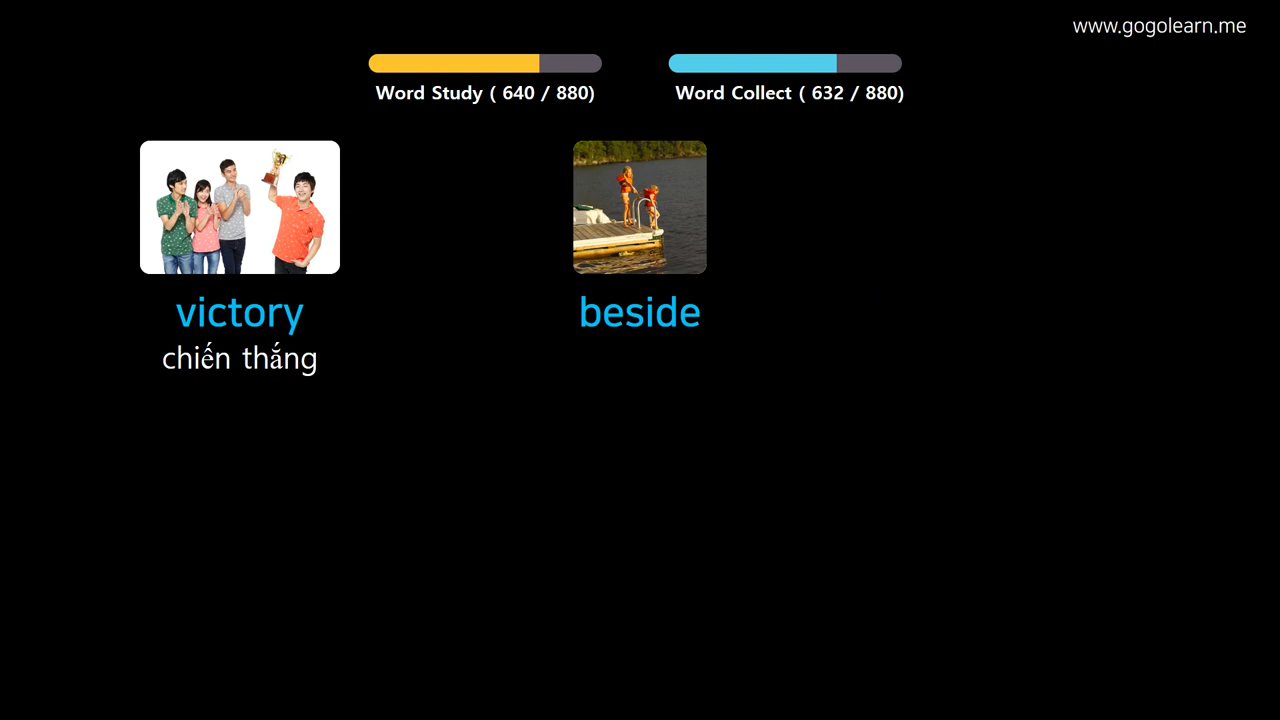 www.gogolearn.me
Word Study ( 640 / 880)
Word Collect ( 632 / 880)
victory
chiến thắng
beside